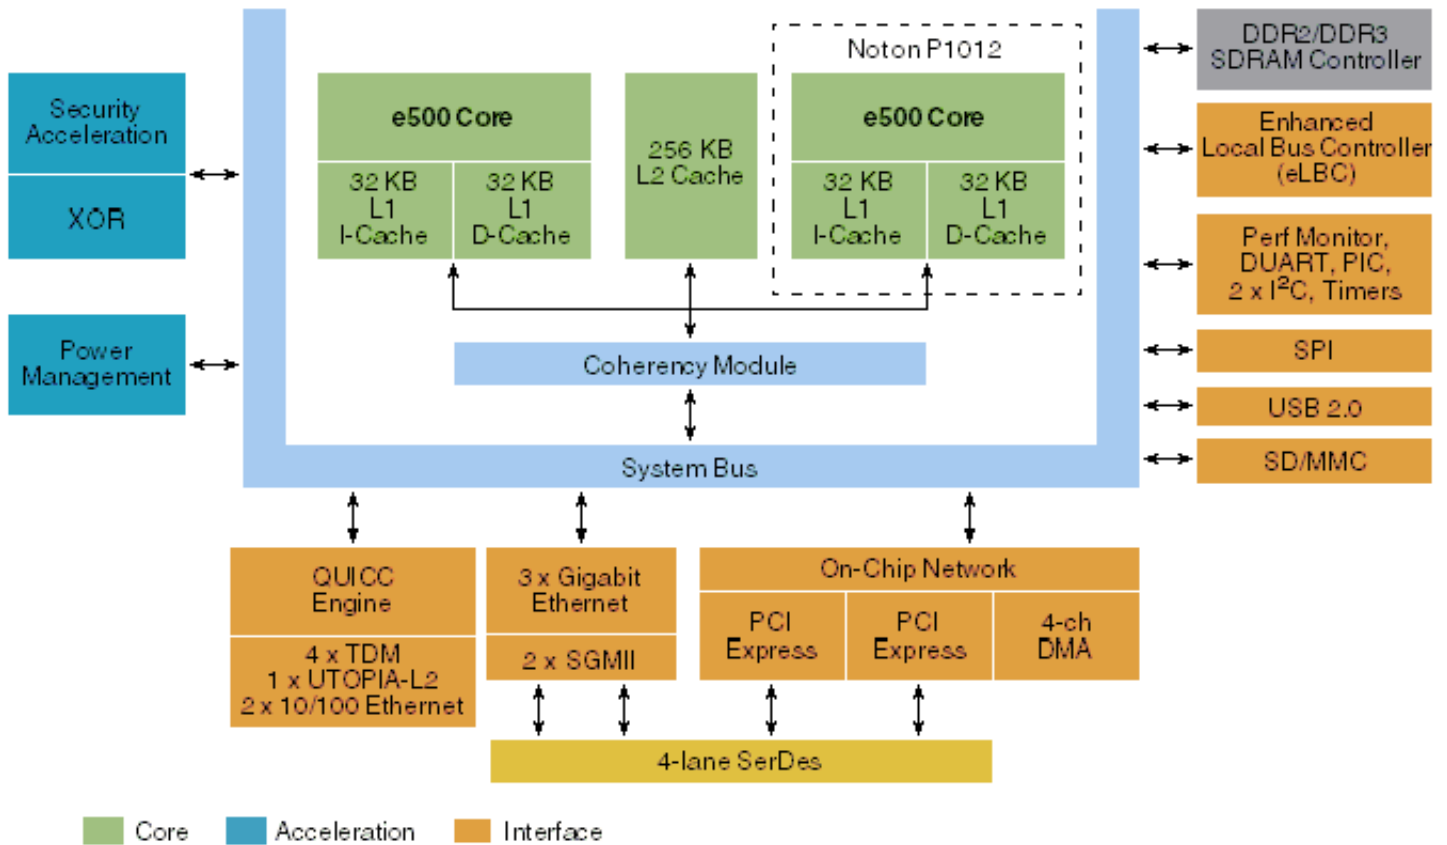 Noton P1012
DDR2/DDR3
SDRAM Controller
Security
Acceleration
XOR
e500 Core
32 KB
L1
I-Cache
32 KB
L1
D-Cache
256 KB
L2 Cache
e500 Core
32 KB
L1
I-Cache
32 KB
L1
D-Cache
Enhanced
Local Bus Controller
(eLBC)
Perf Monitor,
DUART, PIC,
2 x I²C, Timers
Power
Management
Coherency Module
SPI
USB 2.0
SD/MMC
System Bus
QUICC
Engine
4 x TDM
1 x UTOPIA-L2
2 x 10/100 Ethernet
3 x Gigabit
Ethernet
2 x SGMII
On-Chip Network
PCI
Express
PCI
Express
4-ch
DMA
4-lane SerDes
Core
Acceleration
Interface